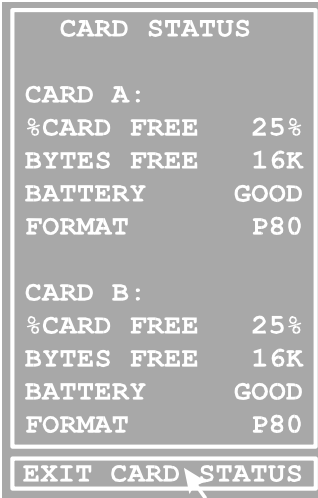 CARD STATUS
CARD A:
%CARD FREE 25%
BYTES FREE 16K
BATTERY GOOD
FORMAT P80
CARD B:
%CARD FREE 25%
BYTES FREE 16K
BATTERY GOOD
FORMAT P80
EXIT CARD STATUS